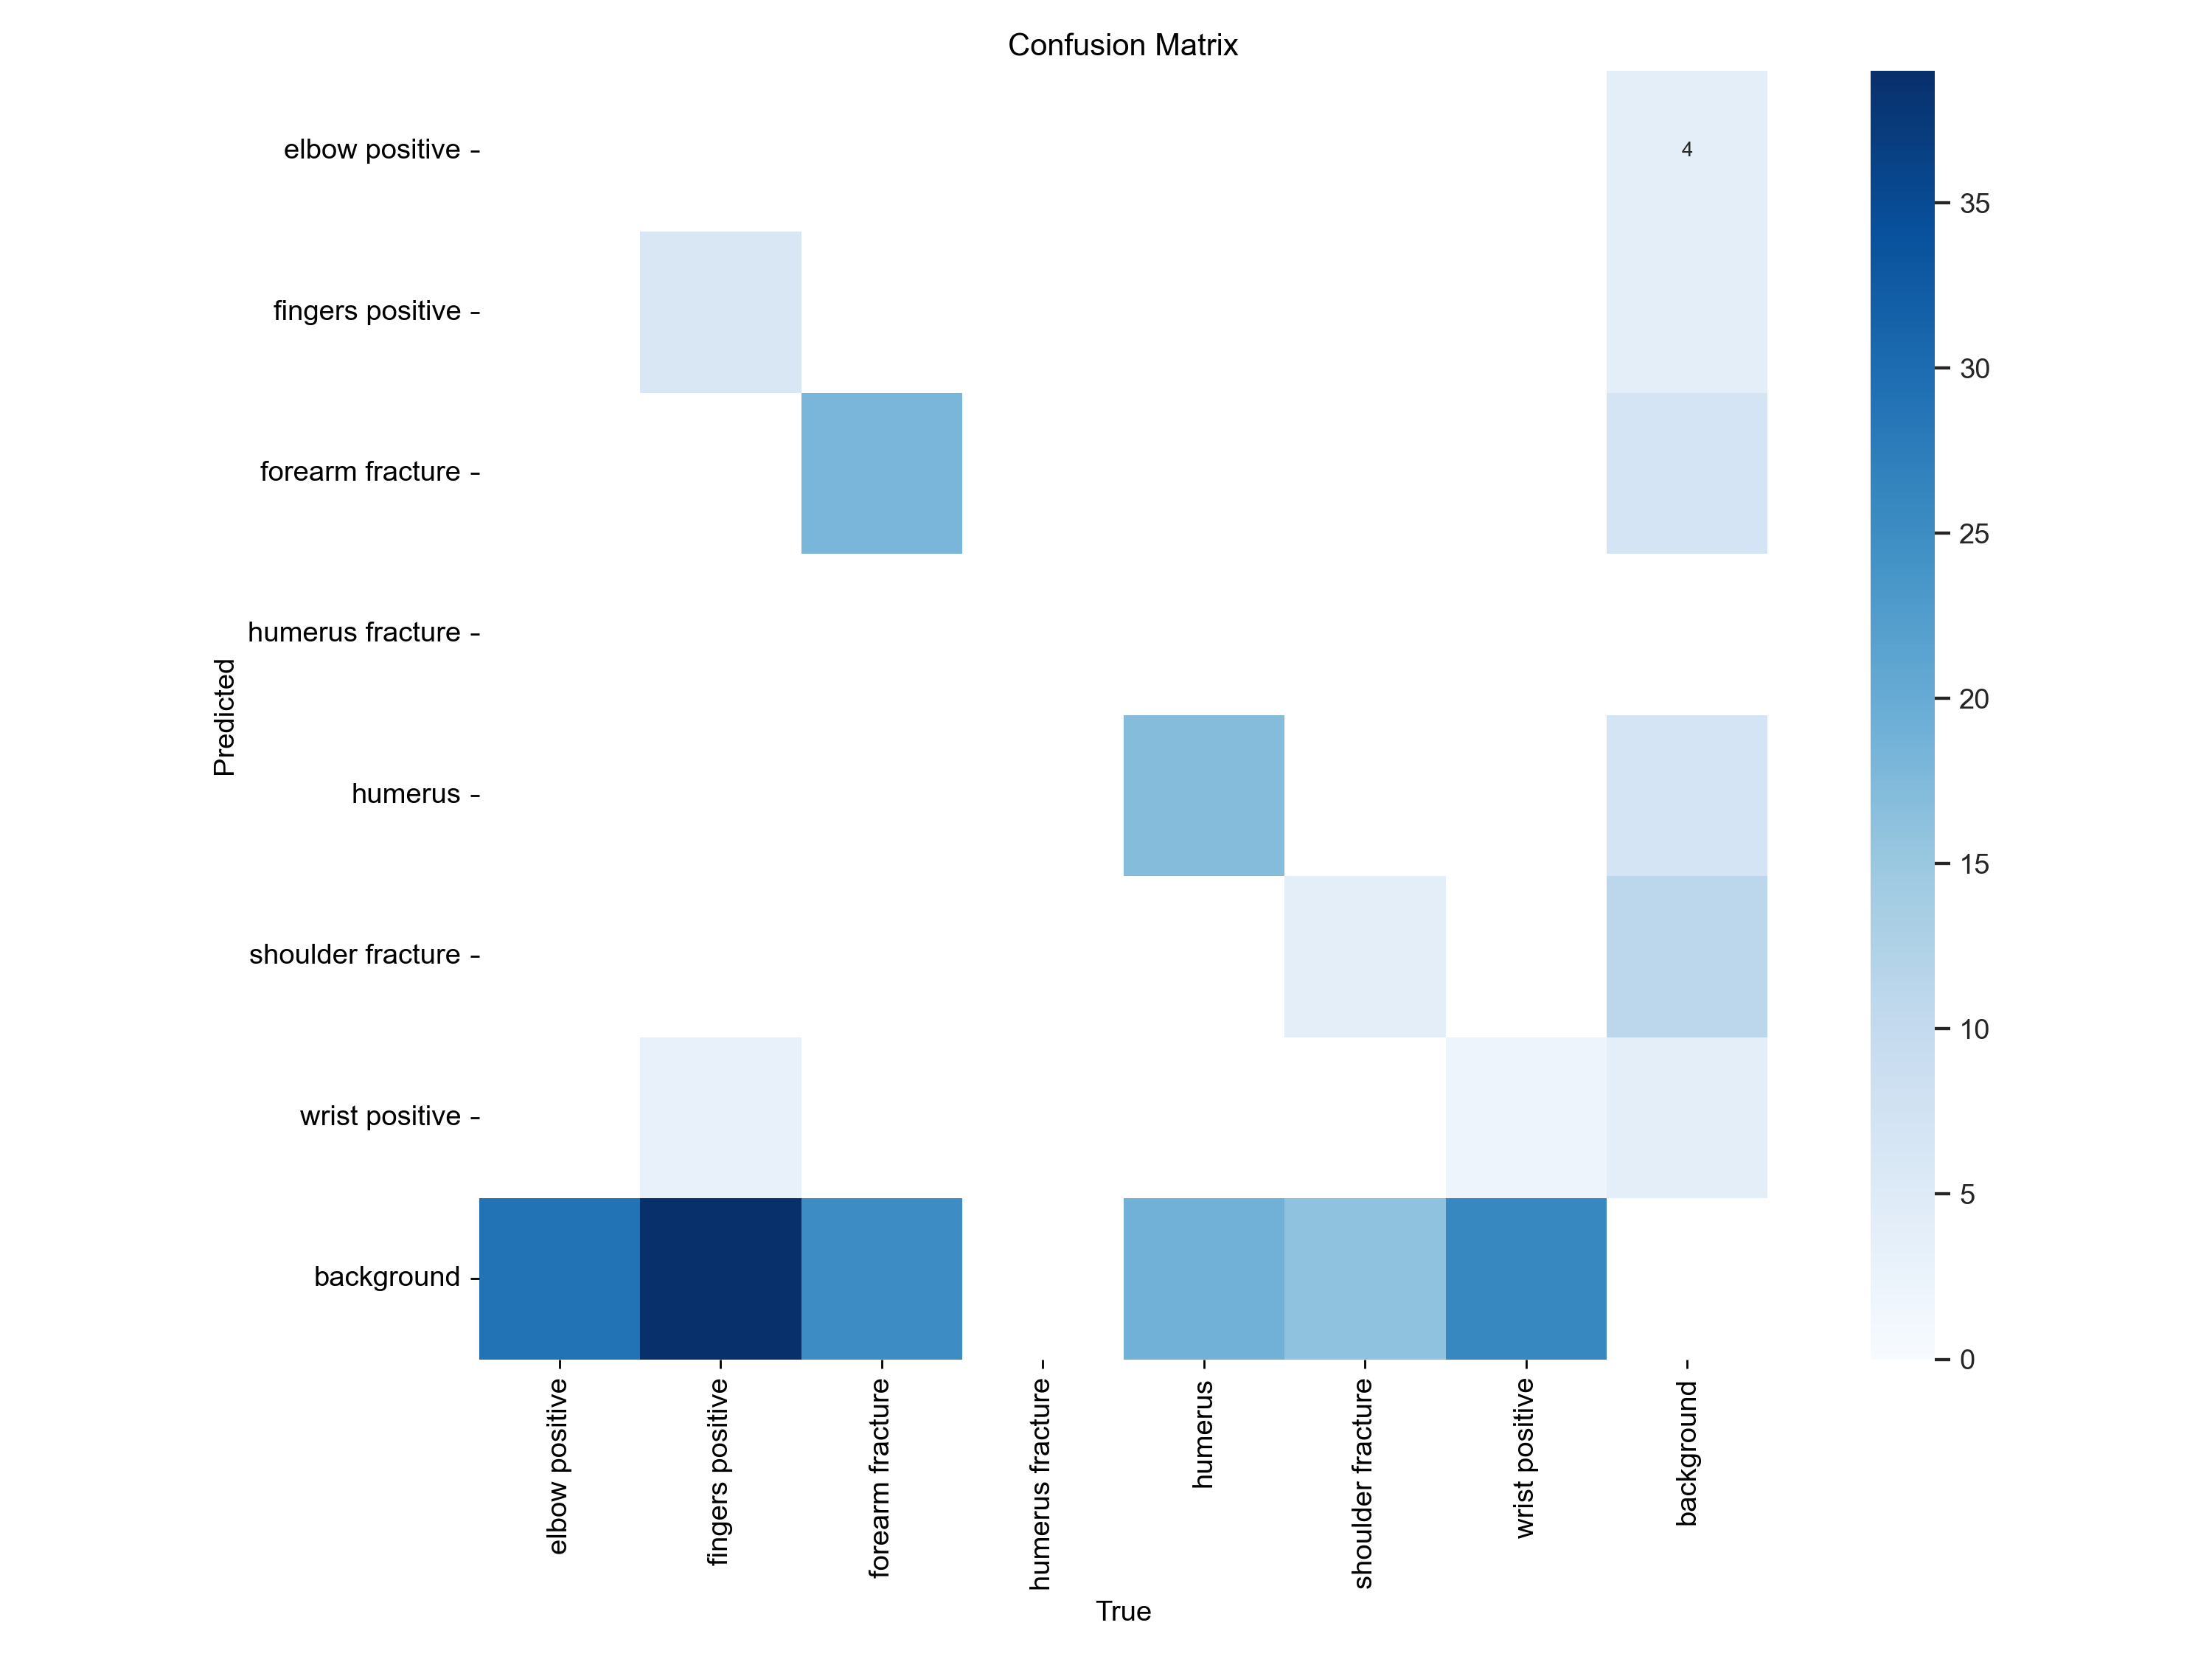 Confusion Matrix
elbow positive
4
fingers positive
forearm fracture
humerus fracture
humerus
shoulder fracture
wrist positive
background
Predicted
elbow positive
fingers positive
forearm fracture
humerus fracture
humerus
shoulder fracture
wrist positive
background
True
35
30
25
20
15
10
5
0